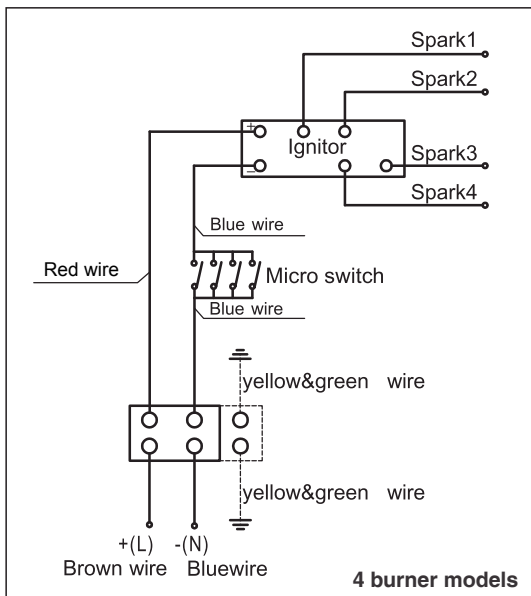 Spark1
Spark2
+
Ignitor
−
Spark3
Spark4
Blue wire
Red wire
Micro switch
Blue wire
yellow&green wire
yellow&green wire
+(L) -(N)
Brown wire Bluewire
4 burner models